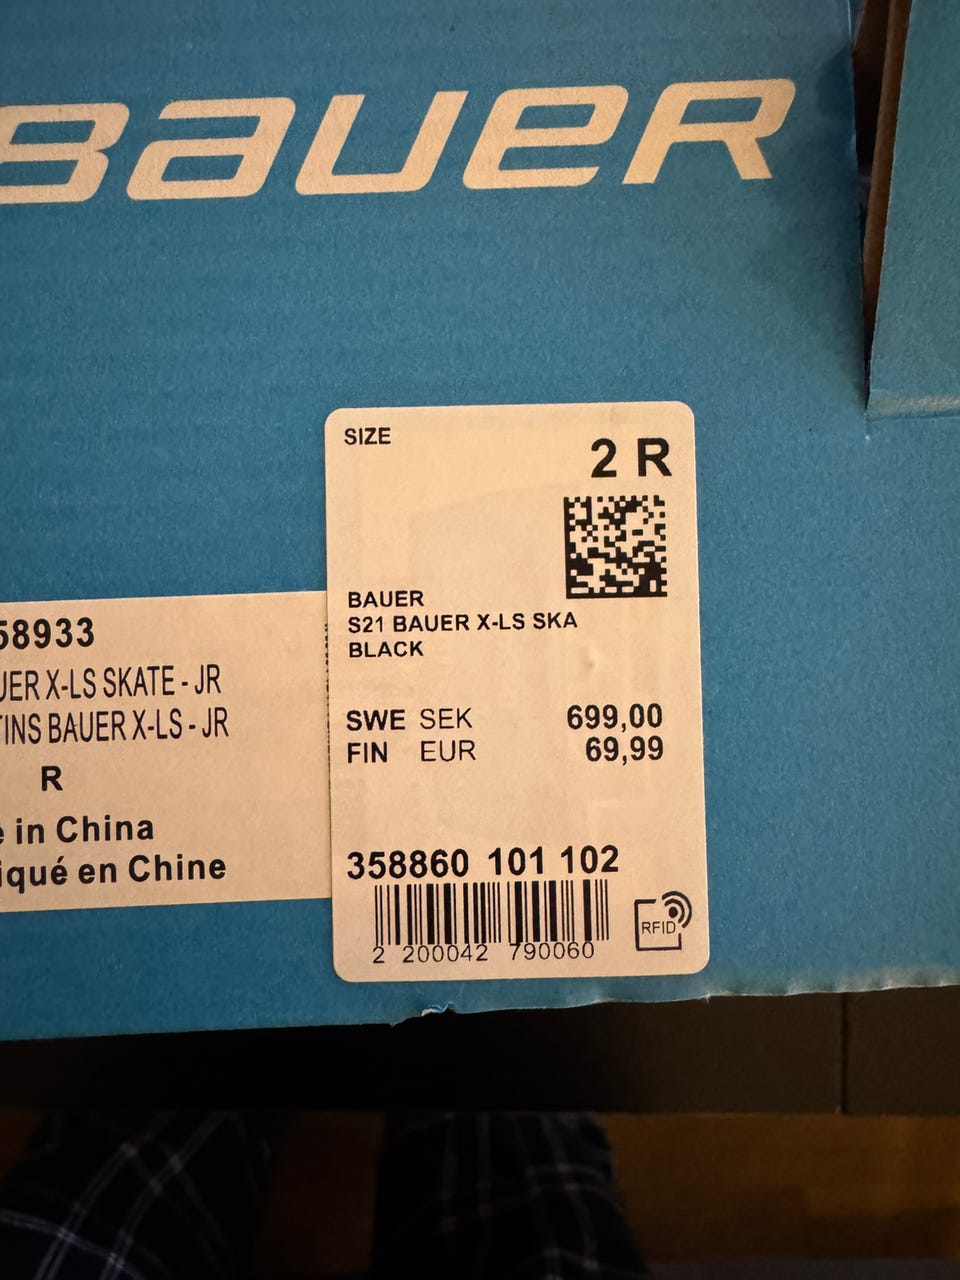 BAUER
SIZE
2 R
BAUER
S21 BAUER X-LS SKA
BLACK
SWE SEK 699,00
FIN EUR 69,99
358860 101 102
2 200042 790060
RFID
58933
UER X-LS SKATE - JR
TINS BAUER X-LS - JR
R
e in China
iqué en Chine